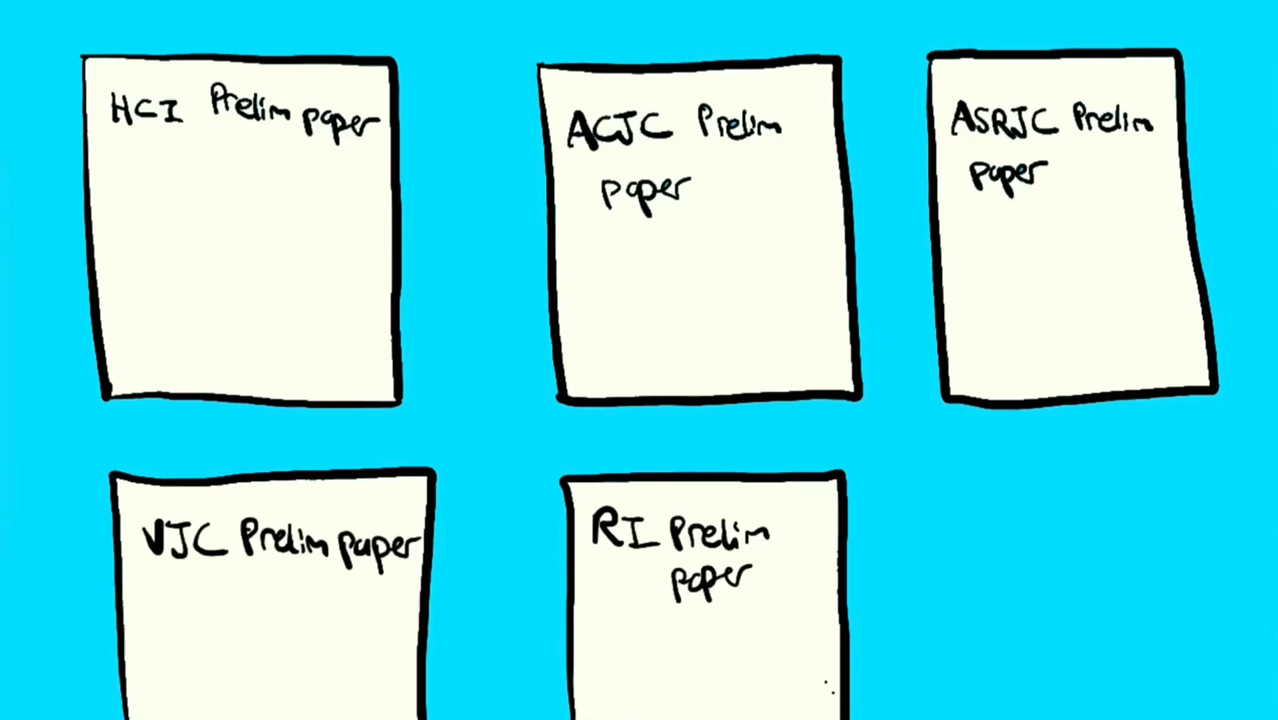 HCI Prelim paper
ACJC Prelim
paper
ASRJC Prelim
paper
VJC Prelim paper
RI Prelim
paper